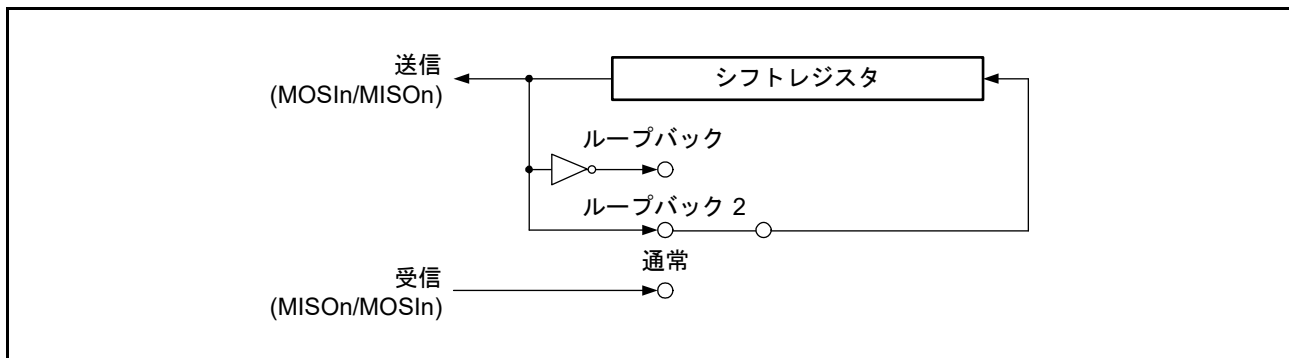 送信
(MOSIn/MISOn)
シフトレジスタ
ループバック
ループバック 2
通常
受信
(MISOn/MOSIn)